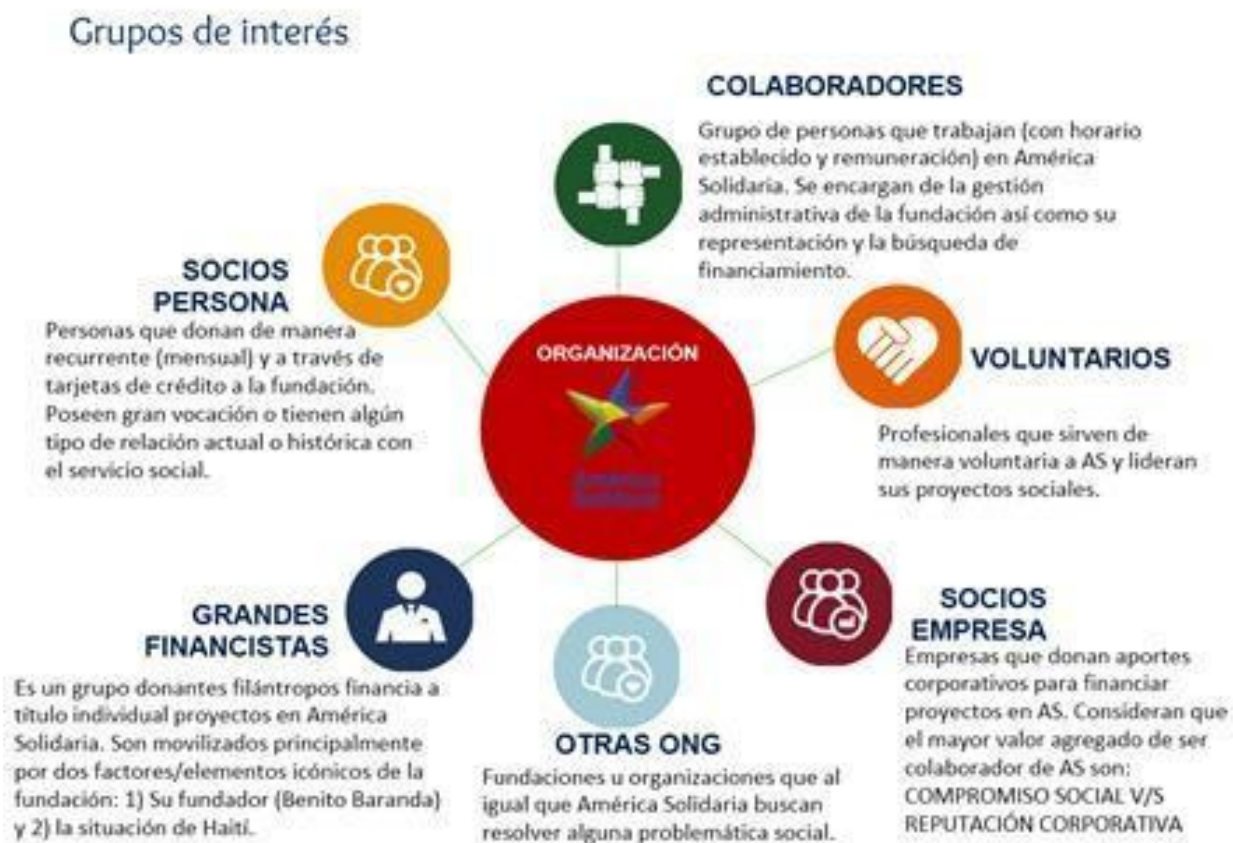 Grupos de interés
COLABORADORES
Grupo de personas que trabajan (con horario
establecido y remuneración) en América
Solidaria. Se encargan de la gestión
administrativa de la fundación así como su
representación y la búsqueda de
financiamiento.
SOCIOS
PERSONA
Personas que donan de manera
recurrente (mensual) y a través de
tarjetas de crédito a la fundación.
Poseen gran vocación o tienen algún
tipo de relación actual o histórica con
el servicio social.
ORGANIZACIÓN
América
Solidaria
VOLUNTARIOS
Profesionales que sirven de
manera voluntaria a AS y lideran
sus proyectos sociales.
GRANDES
FINANCISTAS
Es un grupo donantes filántropos financia a
título individual proyectos en América
Solidaria. Son movilizados principalmente
por dos factores/elementos icónicos de la
fundación: 1) Su fundador (Benito Baranda)
y 2) la situación de Haití.
OTRAS ONG
Fundaciones u organizaciones que al
igual que América Solidaria buscan
resolver alguna problemática social.
SOCIOS
EMPRESA
Empresas que donan aportes
corporativos para financiar
proyectos en AS. Consideran que
el mayor valor agregado de ser
colaborador de AS son:
COMPROMISO SOCIAL V/S
REPUTACIÓN CORPORATIVA